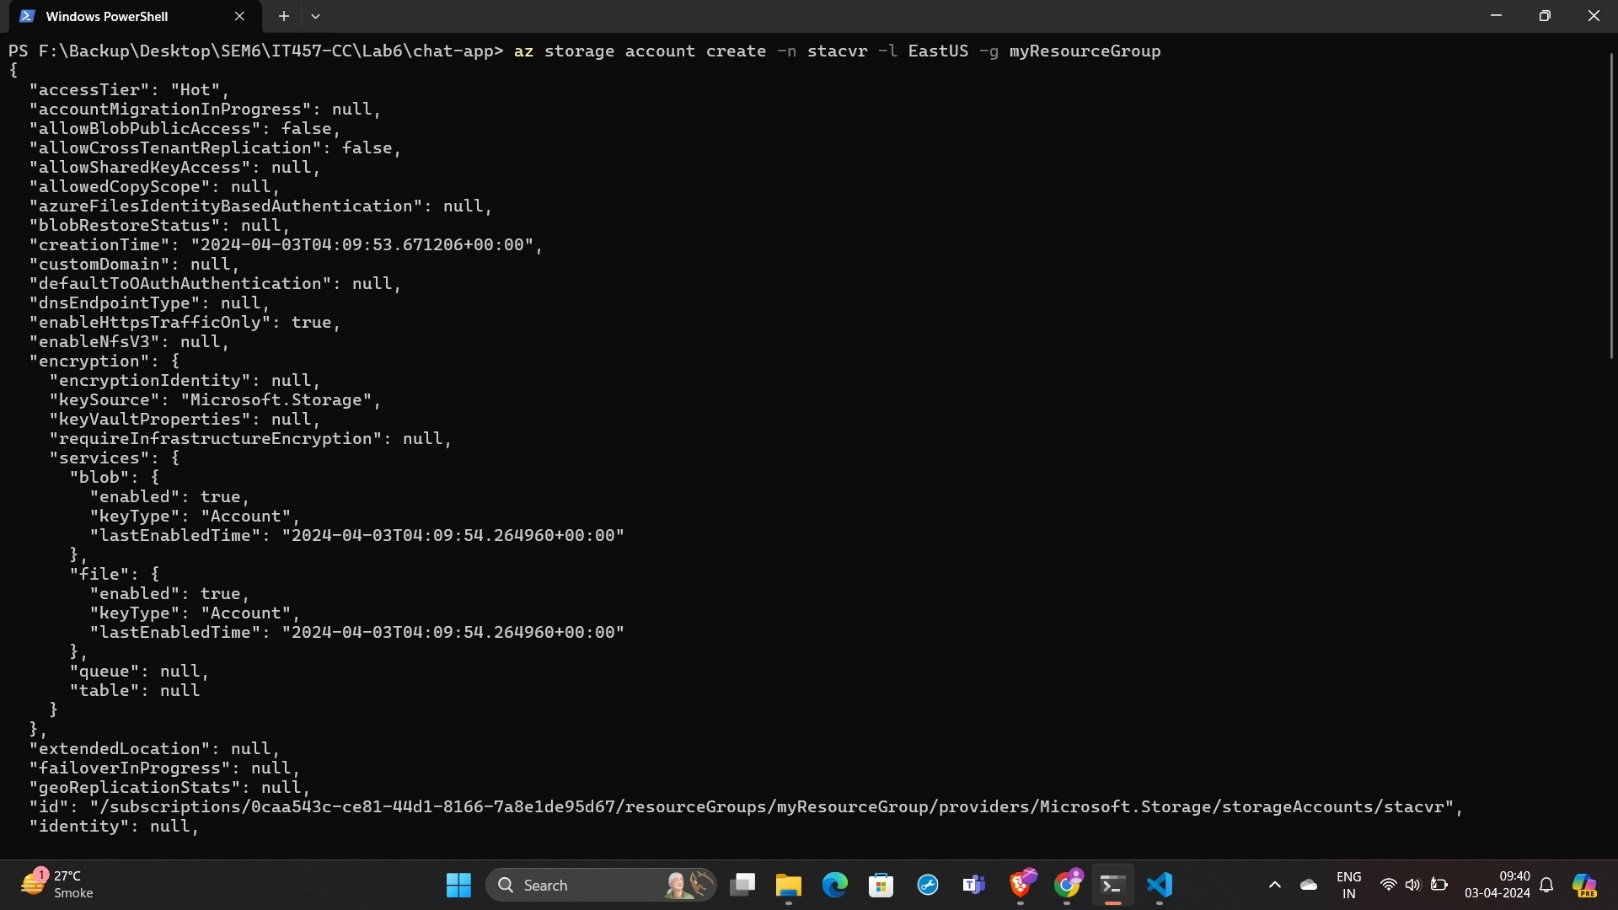 Windows PowerShell
PS F:\Backup\Desktop\SEM6\IT457-CC\Lab6\chat-app> az storage account create -n stacvr -l EastUS -g myResourceGroup
{
  "accessTier": "Hot",
  "accountMigrationInProgress": null,
  "allowBlobPublicAccess": false,
  "allowCrossTenantReplication": false,
  "allowSharedKeyAccess": null,
  "allowedCopyScope": null,
  "azureFilesIdentityBasedAuthentication": null,
  "blobRestoreStatus": null,
  "creationTime": "2024-04-03T04:09:53.671206+00:00",
  "customDomain": null,
  "defaultToOAuthAuthentication": null,
  "dnsEndpointType": null,
  "enableHttpsTrafficOnly": true,
  "enableNfsV3": null,
  "encryption": {
    "encryptionIdentity": null,
    "keySource": "Microsoft.Storage",
    "keyVaultProperties": null,
    "requireInfrastructureEncryption": null,
    "services": {
      "blob": {
        "enabled": true,
        "keyType": "Account",
        "lastEnabledTime": "2024-04-03T04:09:54.264960+00:00"
      },
      "file": {
        "enabled": true,
        "keyType": "Account",
        "lastEnabledTime": "2024-04-03T04:09:54.264960+00:00"
      },
      "queue": null,
      "table": null
    }
  },
  "extendedLocation": null,
  "failoverInProgress": null,
  "geoReplicationStats": null,
  "id": "/subscriptions/0caa543c-ce81-44d1-8166-7a8e1de95d67/resourceGroups/myResourceGroup/providers/Microsoft.Storage/storageAccounts/stacvr",
  "identity": null,
1
27°C
Smoke
Search
PRE
ENG
IN
09:40
03-04-2024